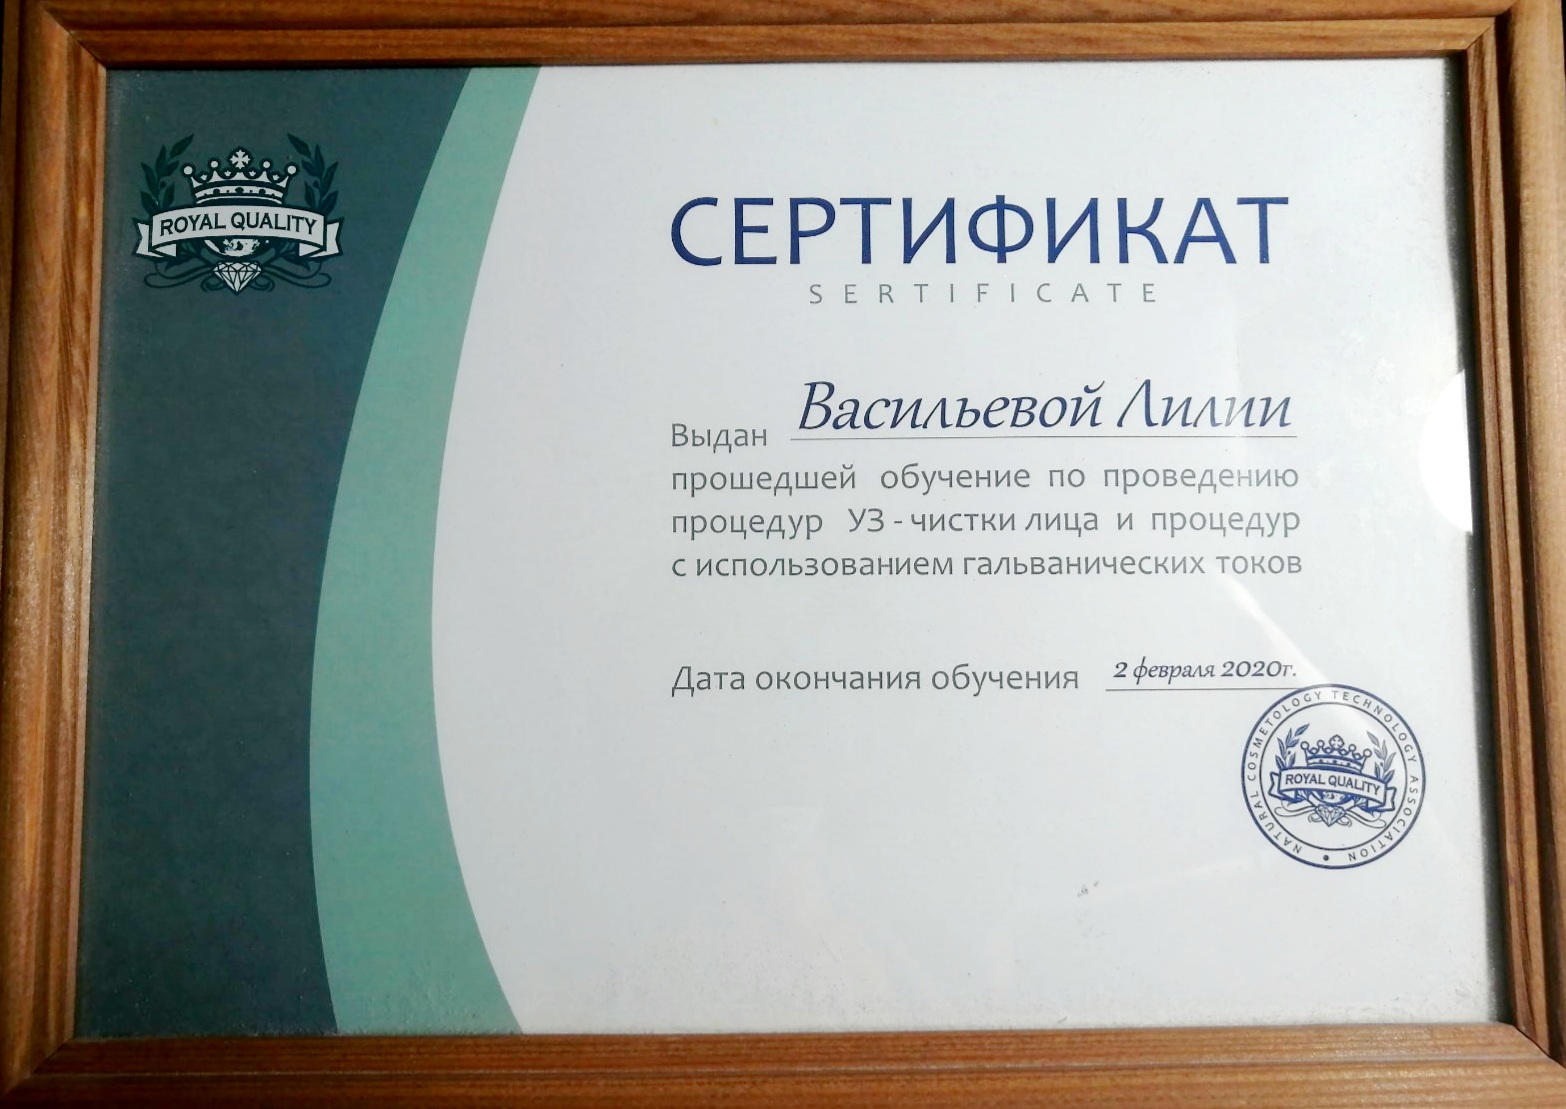 ROYAL QUALITY
СЕРТИФИКАТ
SERTIFICATE
Выдан Васильевой Лилии
прошедшей обучение по проведению
процедур УЗ - чистки лица и процедур
с использованием гальванических токов
Дата окончания обучения 2 февраля 2020г.
NATURAL COSMETOLOGY TECHNOLOGY ASSOCIATION
ROYAL QUALITY